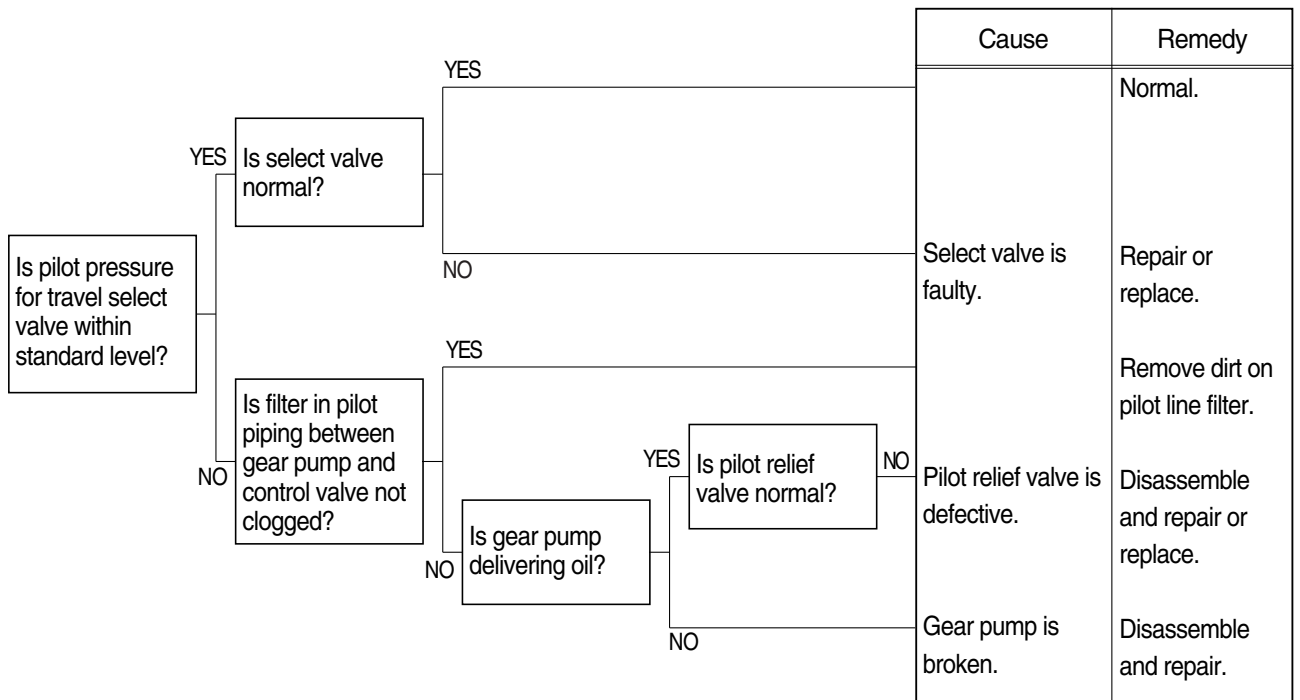 Cause
Remedy
YES
Normal.
YES
Is select valve
normal?
NO
Select valve is
faulty.
Repair or
replace.
Is pilot pressure
for travel select
valve within
standard level?
YES
Remove dirt on
pilot line filter.
NO
Is filter in pilot
piping between
gear pump and
control valve not
clogged?
YES
Is pilot relief
valve normal?
NO
Pilot relief valve is
defective.
Disassemble
and repair or
replace.
NO
Is gear pump
delivering oil?
NO
Gear pump is
broken.
Disassemble
and repair.